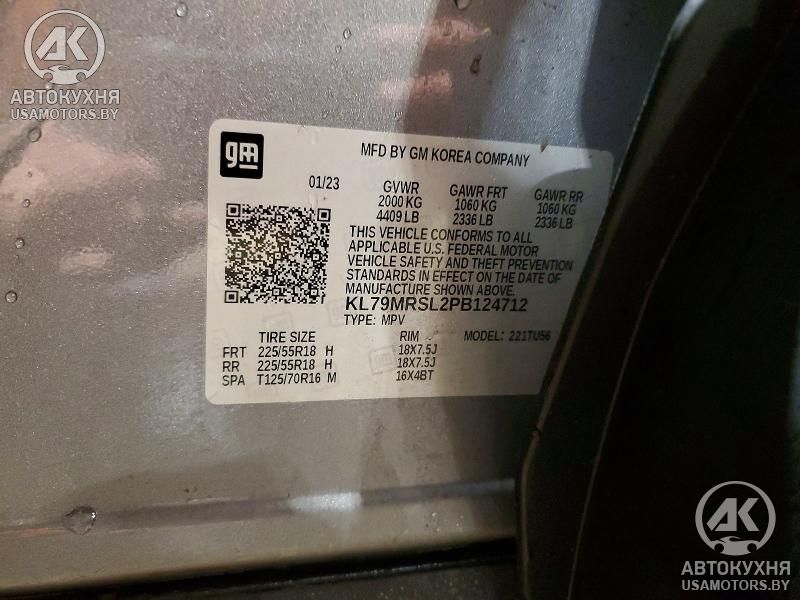 AK
АВТОКУХНЯ
USAMOTORS.BY
gm
MFD BY GM KOREA COMPANY
01/23
GVWR GAWR FRT GAWR RR
2000 KG 1060 KG 1060 KG
4409 LB 2336 LB 2336 LB
THIS VEHICLE CONFORMS TO ALL
APPLICABLE U.S. FEDERAL MOTOR
VEHICLE SAFETY AND THEFT PREVENTION
STANDARDS IN EFFECT ON THE DATE OF
MANUFACTURE SHOWN ABOVE.
KL79MRSL2PB124712
TYPE: MPV MODEL: 221TU56
TIRE SIZE RIM
FRT 225/55R18 H 18X7.5J
RR 225/55R18 H 18X7.5J
SPA T125/70R16 M 16X4BT
AK
АВТОКУХНЯ
USAMOTORS.BY